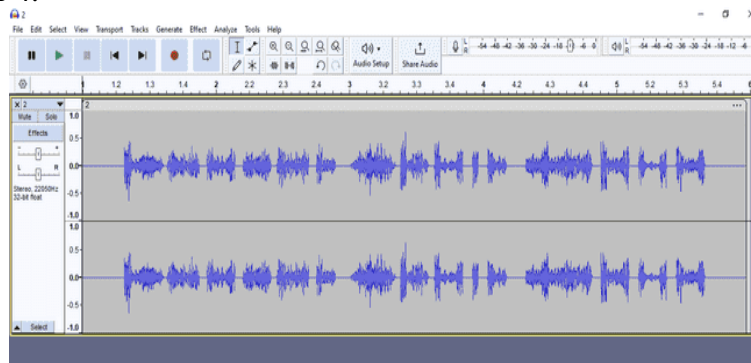 2
File Edit Select View Transport Tracks Generate Effect Analyze Tools Help
Audio Setup
Share Audio
L R -54 -48 -42 -36 -30 -24 -18 -6 0
L R -54 -48 -42 -36 -30 -24 -18 -12 -6
1 1.2 1.3 1.4 2 2.2 2.3 2.4 3 3.2 3.3 3.4 4 4.2 4.3 4.4 5 5.2 5.3 5.4 6
X 2
2
Mute Solo
Effects
- +
L R
Stereo, 22050Hz
32-bit float
Select
1.0
0.5
0.0
-0.5
-1.0
1.0
0.5
0.0
-0.5
-1.0